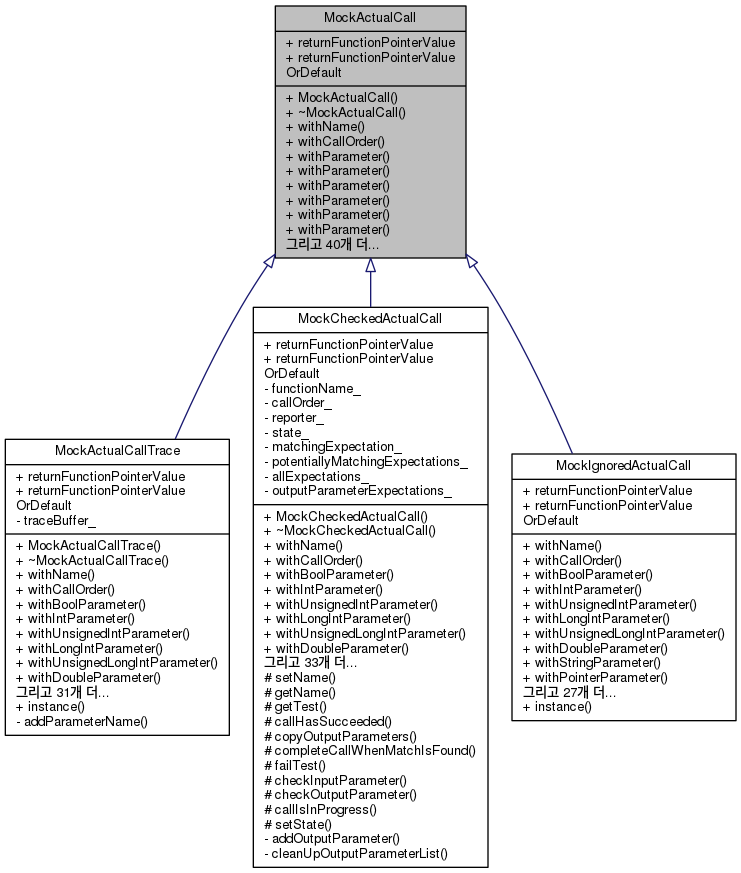 MockActualCall
+ returnFunctionPointerValue
+ returnFunctionPointerValue
OrDefault
+ MockActualCall()
+ ~MockActualCall()
+ withName()
+ withCallOrder()
+ withParameter()
+ withParameter()
+ withParameter()
+ withParameter()
+ withParameter()
+ withParameter()
그리고 40개 더...
MockActualCallTrace
+ returnFunctionPointerValue
+ returnFunctionPointerValue
OrDefault
- traceBuffer_
+ MockActualCallTrace()
+ ~MockActualCallTrace()
+ withName()
+ withCallOrder()
+ withBoolParameter()
+ withIntParameter()
+ withUnsignedIntParameter()
+ withLongIntParameter()
+ withUnsignedLongIntParameter()
+ withDoubleParameter()
그리고 31개 더...
+ instance()
- addParameterName()
MockCheckedActualCall
+ returnFunctionPointerValue
+ returnFunctionPointerValue
OrDefault
- functionName_
- callOrder_
- reporter_
- state_
- matchingExpectation_
- potentiallyMatchingExpectations_
- allExpectations_
- outputParameterExpectations_
+ MockCheckedActualCall()
+ ~MockCheckedActualCall()
+ withName()
+ withCallOrder()
+ withBoolParameter()
+ withIntParameter()
+ withUnsignedIntParameter()
+ withLongIntParameter()
+ withUnsignedLongIntParameter()
+ withDoubleParameter()
그리고 33개 더...
# setName()
# getName()
# getTest()
# callHasSucceeded()
# copyOutputParameters()
# completeCallWhenMatchIsFound()
# failTest()
# checkInputParameter()
# checkOutputParameter()
# callIsInProgress()
# setState()
- addOutputParameter()
- cleanUpOutputParameterList()
MockIgnoredActualCall
+ returnFunctionPointerValue
+ returnFunctionPointerValue
OrDefault
+ withName()
+ withCallOrder()
+ withBoolParameter()
+ withIntParameter()
+ withUnsignedIntParameter()
+ withLongIntParameter()
+ withUnsignedLongIntParameter()
+ withDoubleParameter()
+ withStringParameter()
+ withPointerParameter()
그리고 27개 더...
+ instance()